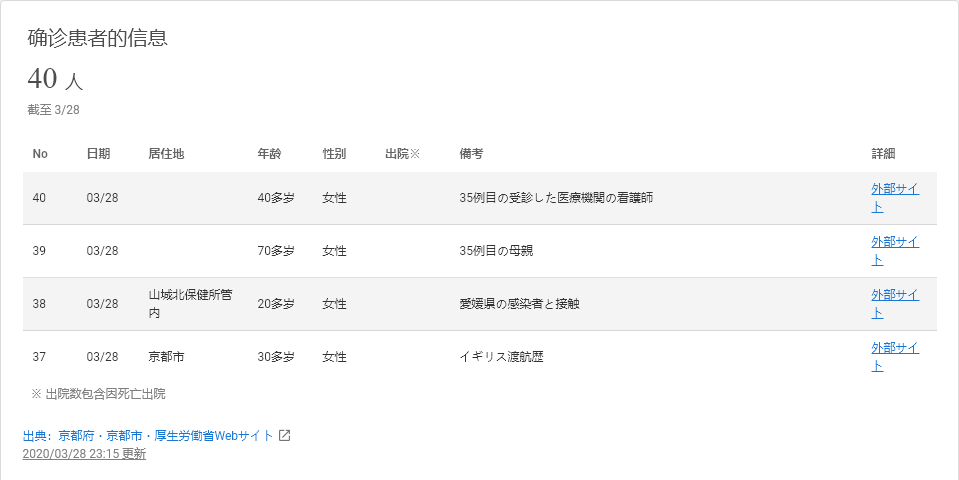 确诊患者的信息
40 人
截至 3/28
No 日期 居住地 年龄 性别 出院※ 備考 詳細
40 03/28 40多岁 女性 35例目の受診した医療機関の看護師 外部サイ
ト
39 03/28 70多岁 女性 35例目の母親 外部サイ
ト
38 03/28 山城北保健所管 20多岁 女性 愛媛県の感染者と接触 外部サイ
内 ト
37 03/28 京都市 30多岁 女性 イギリス渡航歴 外部サイ
ト
※ 出院数包含因死亡出院
出典：京都府・京都市・厚生労働省Webサイト
2020/03/28 23:15 更新